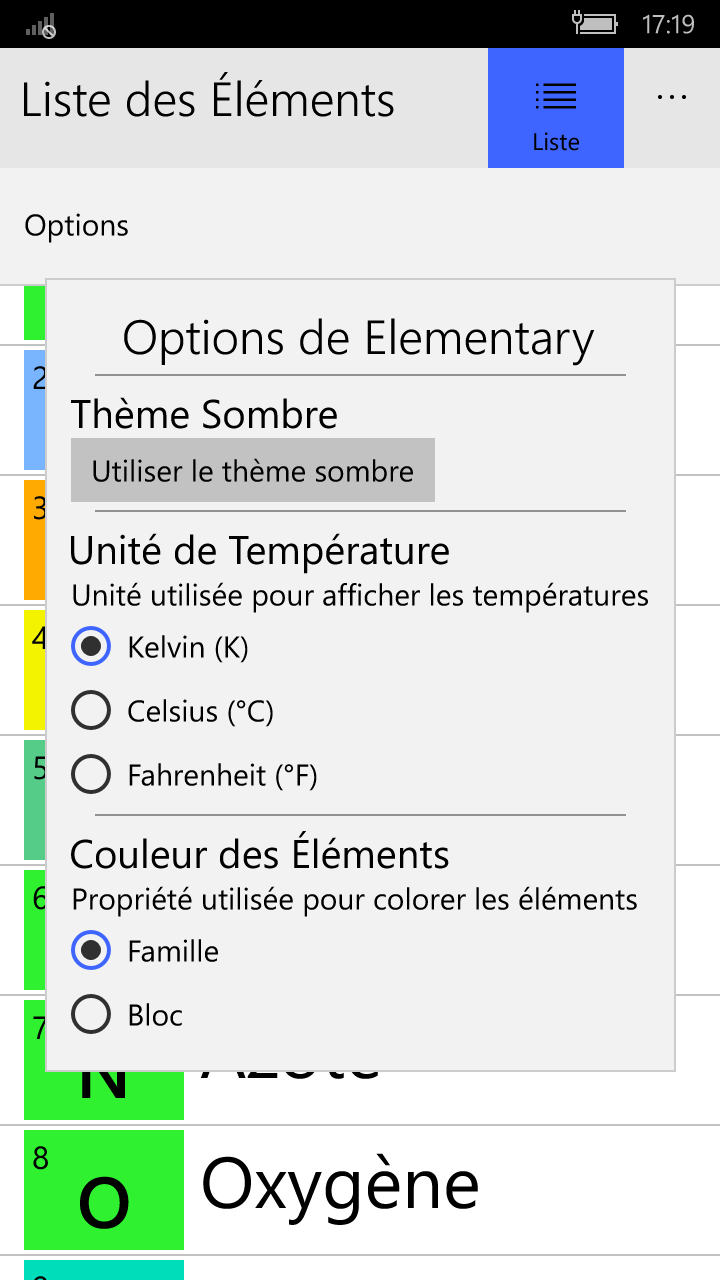 17:19
Liste des Éléments
Liste
Options
Options de Elementary
Thème Sombre
Utiliser le thème sombre
Unité de Température
Unité utilisée pour afficher les températures
Kelvin (K)
Celsius (°C)
Fahrenheit (°F)
Couleur des Éléments
Propriété utilisée pour colorer les éléments
Famille
Bloc
2
3
4
5
6
7
N Azote
8
O Oxygène